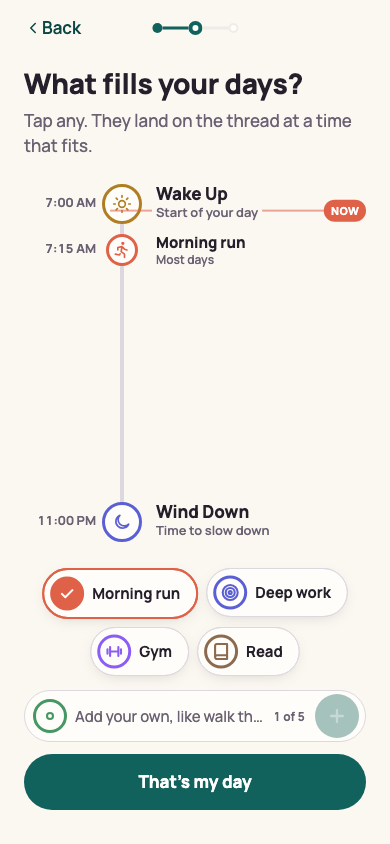 Back
What fills your days?
Tap any. They land on the thread at a time
that fits.
7:00 AM
Wake Up
Start of your day
NOW
7:15 AM
Morning run
Most days
11:00 PM
Wind Down
Time to slow down
Morning run
Deep work
Gym
Read
Add your own, like walk th...
1 of 5
That's my day